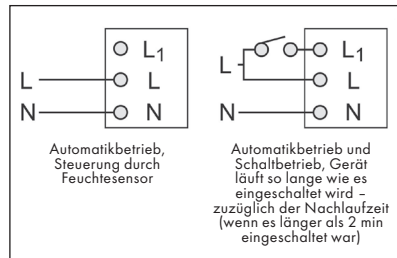 L1
L L
N N
Automatikbetrieb,
Steuerung durch
Feuchtesensor
L1
L L
N N
Automatikbetrieb und
Schaltbetrieb, Gerät
läuft so lange wie es
eingeschaltet wird –
zuzüglich der Nachlaufzeit
(wenn es länger als 2 min
eingeschaltet war)